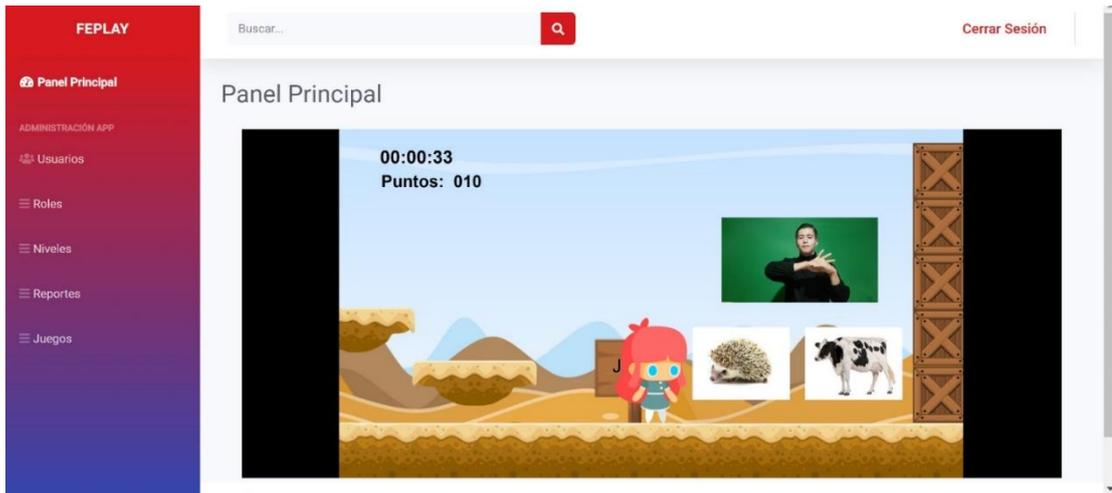 FEPLAY
Buscar...
Cerrar Sesión
Panel Principal
Panel Principal
ADMINISTRACIÓN APP
Usuarios
Roles
Niveles
Reportes
Juegos
00:00:33
Puntos: 010
J